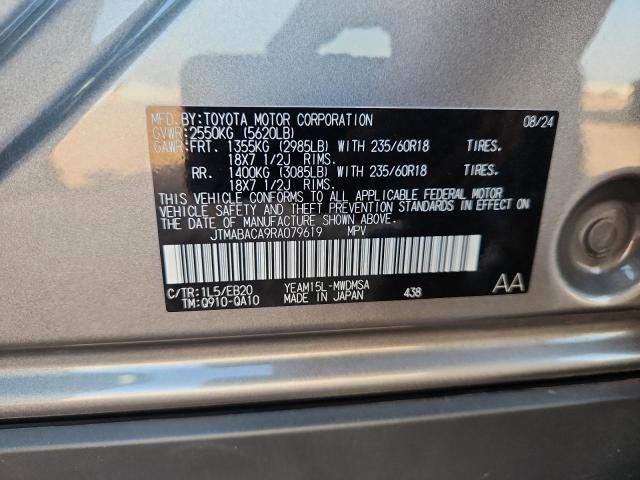 MFD.BY:TOYOTA MOTOR CORPORATION 08/24
GVWR:2550KG (5620LB)
GAWR:FRT. 1355KG (2985LB) WITH 235/60R18 TIRES.
18X7 1/2J RIMS.
RR. 1400KG (3085LB) WITH 235/60R18 TIRES.
18X7 1/2J RIMS.
THIS VEHICLE CONFORMS TO ALL APPLICABLE FEDERAL MOTOR
VEHICLE SAFETY AND THEFT PREVENTION STANDARDS IN EFFECT ON
THE DATE OF MANUFACTURE SHOWN ABOVE.
JTMABACA9RA079619 MPV
C/TR:1L5/EB20 YEAM15L-MWDMSA
TM:Q910-QA10 MADE IN JAPAN 438 AA